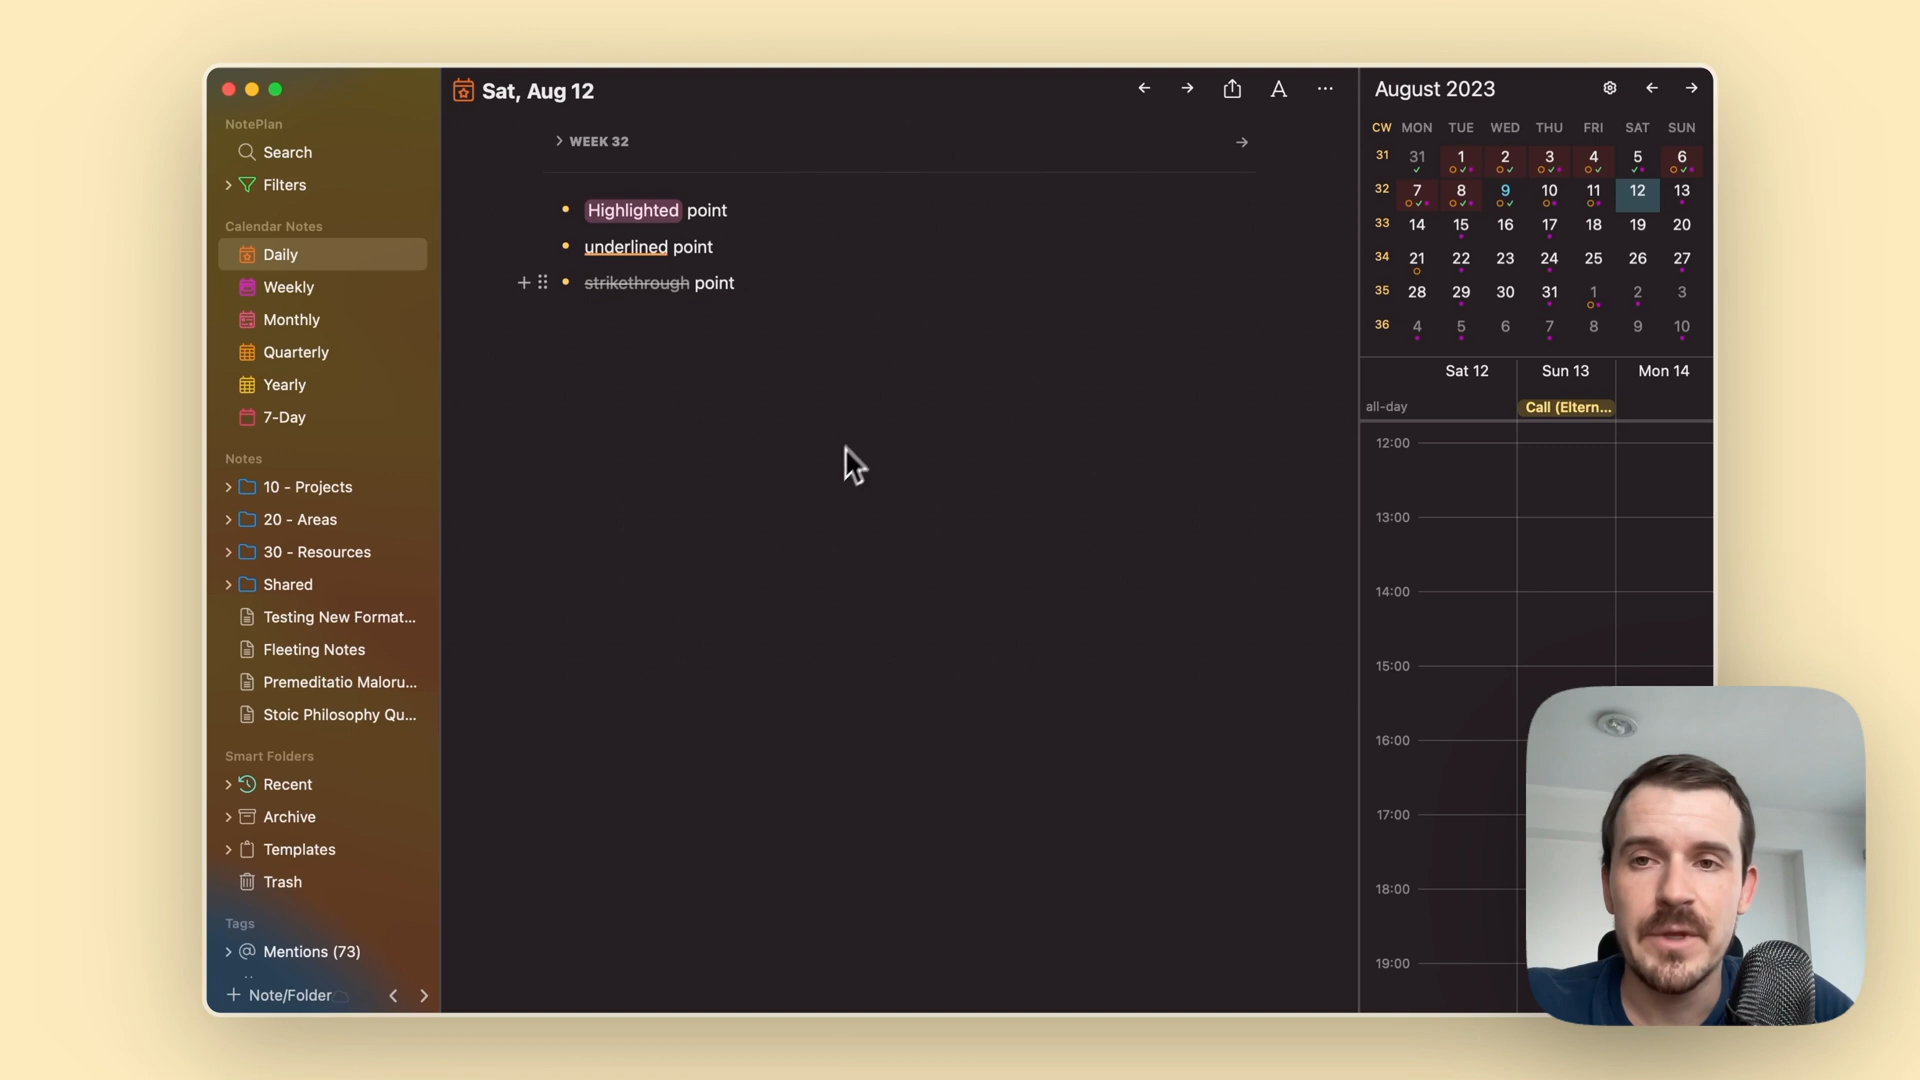 NotePlan
Search
Filters
Calendar Notes
Daily
Weekly
Monthly
Quarterly
Yearly
7-Day
Notes
10 - Projects
20 - Areas
30 - Resources
Shared
Testing New Format...
Fleeting Notes
Premeditatio Maloru...
Stoic Philosophy Qu...
Smart Folders
Recent
Archive
Templates
Trash
Tags
@ Mentions (73)
+ Note/Folder
Sat, Aug 12
WEEK 32
• Highlighted point
• underlined point
• strikethrough point
August 2023
CW MON TUE WED THU FRI SAT SUN
31 31 1 2 3 4 5 6
32 7 8 9 10 11 12 13
33 14 15 16 17 18 19 20
34 21 22 23 24 25 26 27
35 28 29 30 31 1 2 3
36 4 5 6 7 8 9 10
Sat 12 Sun 13 Mon 14
all-day Call (Eltern...
12:00
13:00
14:00
15:00
16:00
17:00
18:00
19:00